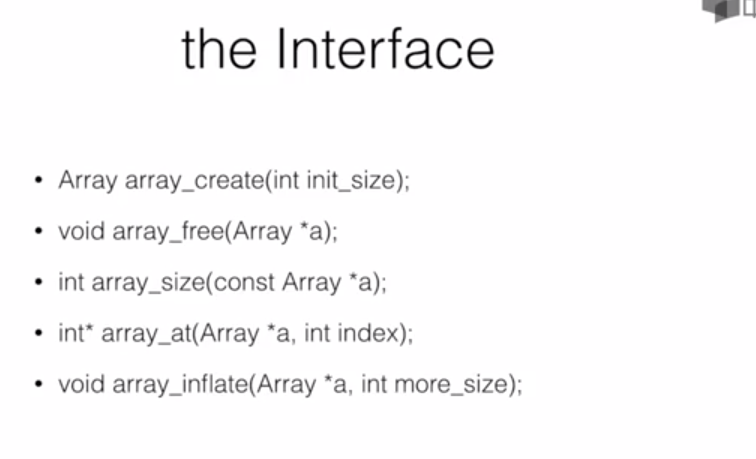 the Interface
• Array array_create(int init_size);
• void array_free(Array *a);
• int array_size(const Array *a);
• int* array_at(Array *a, int index);
• void array_inflate(Array *a, int more_size);